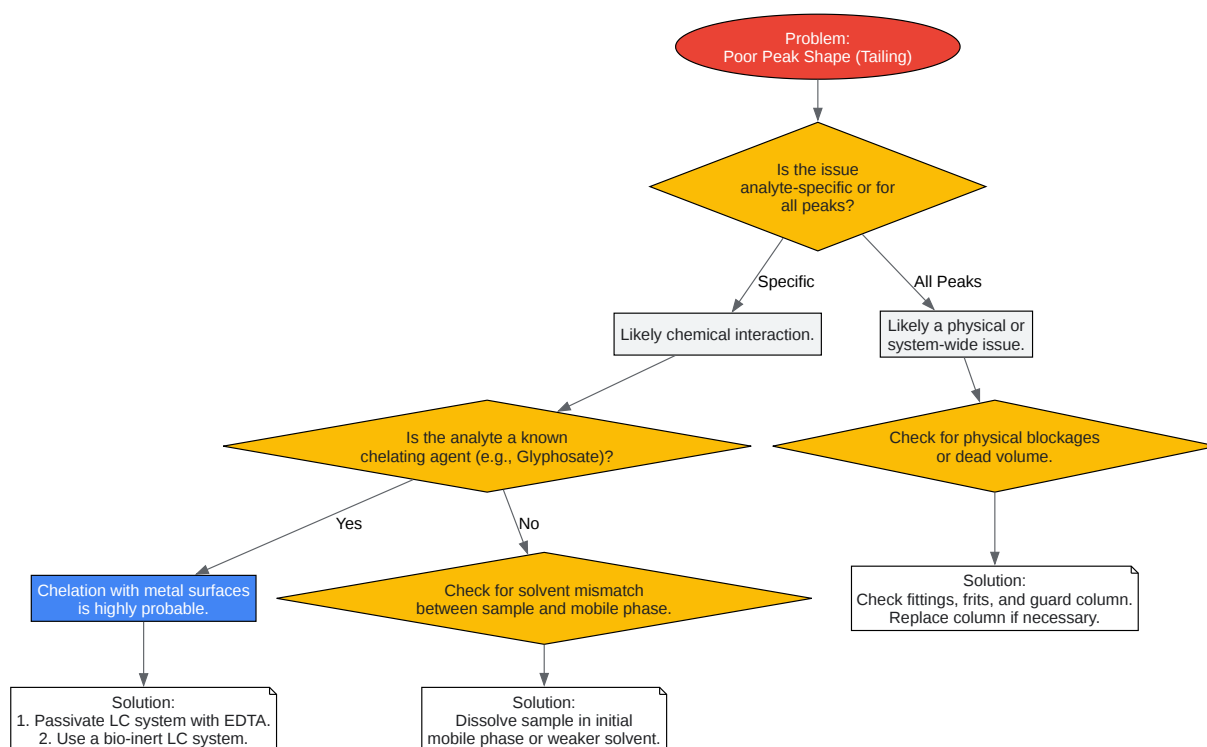 Problem:
Poor Peak Shape (Tailing)
Is the issue
analyte-specific or for
all peaks?
Specific
All Peaks
Likely chemical interaction.
Likely a physical or
system-wide issue.
Is the analyte a known
chelating agent (e.g., Glyphosate)?
Check for physical blockages
or dead volume.
Yes
No
Chelation with metal surfaces
is highly probable.
Check for solvent mismatch
between sample and mobile phase.
Solution:
Check fittings, frits, and guard column.
Replace column if necessary.
Solution:
1. Passivate LC system with EDTA.
2. Use a bio-inert LC system.
Solution:
Dissolve sample in initial
mobile phase or weaker solvent.